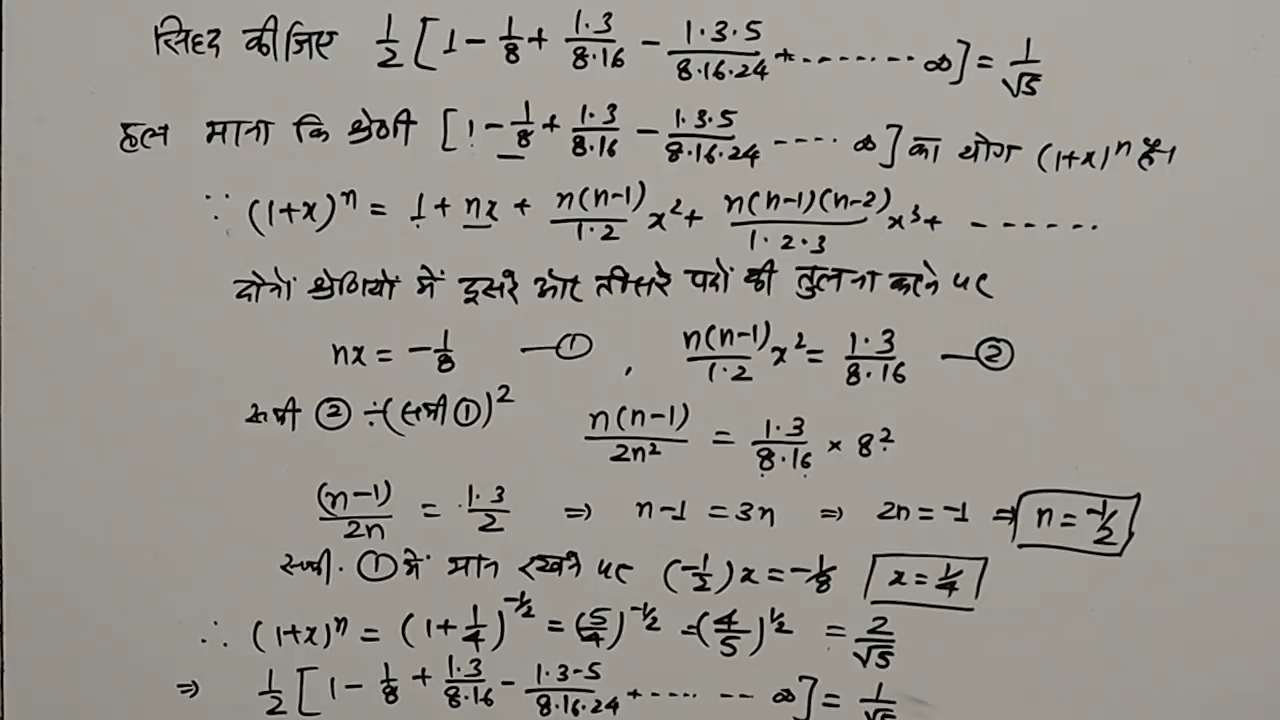 सिद्ध कीजिए 1/2 [1 - 1/8 + 1·3/8·16 - 1·3·5/8·16·24 + ....... ∞] = 1/√5
हल माना कि श्रेणी [1 - 1/8 + 1·3/8·16 - 1·3·5/8·16·24 ---- ∞] का योग (1+x)^n है।
∵ (1+x)^n = 1 + nx + n(n-1)/1·2 x² + n(n-1)(n-2)/1·2·3 x³ + - - - - - -
दोनों श्रेणियों में दूसरे और तीसरे पदों की तुलना करने पर
nx = -1/8 —① , n(n-1)/1·2 x² = 1·3/8·16 —②
समी ② ÷ (समी ①)² n(n-1)/2n² = 1·3/8·16 × 8²
(n-1)/2n = 1·3/2 ⇒ n-1 = 3n ⇒ 2n = -1 ⇒ n = -1/2
समी. ① में मान रखने पर (-1/2)x = -1/8 x = 1/4
∴ (1+x)^n = (1+1/4)^-1/2 = (5/4)^-1/2 = (4/5)^1/2 = 2/√5
⇒ 1/2 [1 - 1/8 + 1·3/8·16 - 1·3·5/8·16·24 + ---- -- ∞] = 1/√5